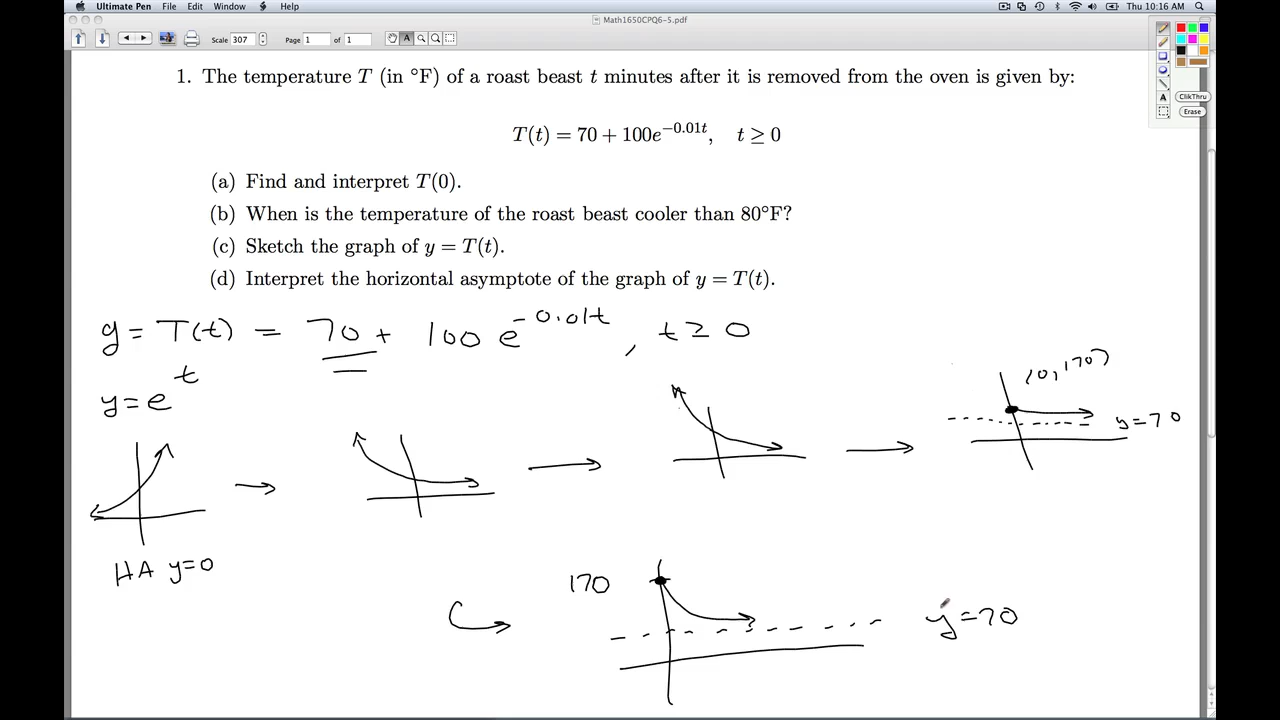 Ultimate Pen File Edit Window Help Thu 10:16 AM
Math1650CPQ6-5.pdf
Scale 307 Page 1 of 1
A
A
ClikThru
Erase
1. The temperature T (in °F) of a roast beast t minutes after it is removed from the oven is given by:
T(t) = 70 + 100e^{−0.01t}, t ≥ 0
(a) Find and interpret T(0).
(b) When is the temperature of the roast beast cooler than 80°F?
(c) Sketch the graph of y = T(t).
(d) Interpret the horizontal asymptote of the graph of y = T(t).
y = T(t) = 70 + 100 e^{-0.01t}, t ≥ 0
y = e^t
(0, 170)
y = 70
HA y=0
170
y=70